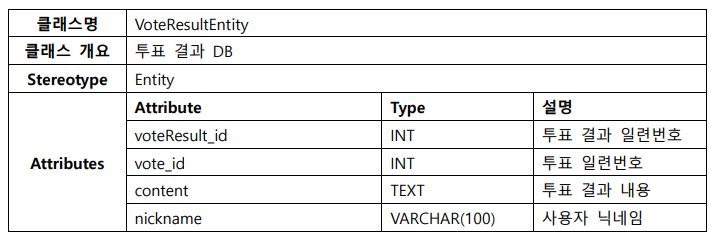 클래스명 VoteResultEntity
클래스 개요 투표 결과 DB
Stereotype Entity
Attributes
Attribute Type 설명
voteResult_id INT 투표 결과 일련번호
vote_id INT 투표 일련번호
content TEXT 투표 결과 내용
nickname VARCHAR(100) 사용자 닉네임